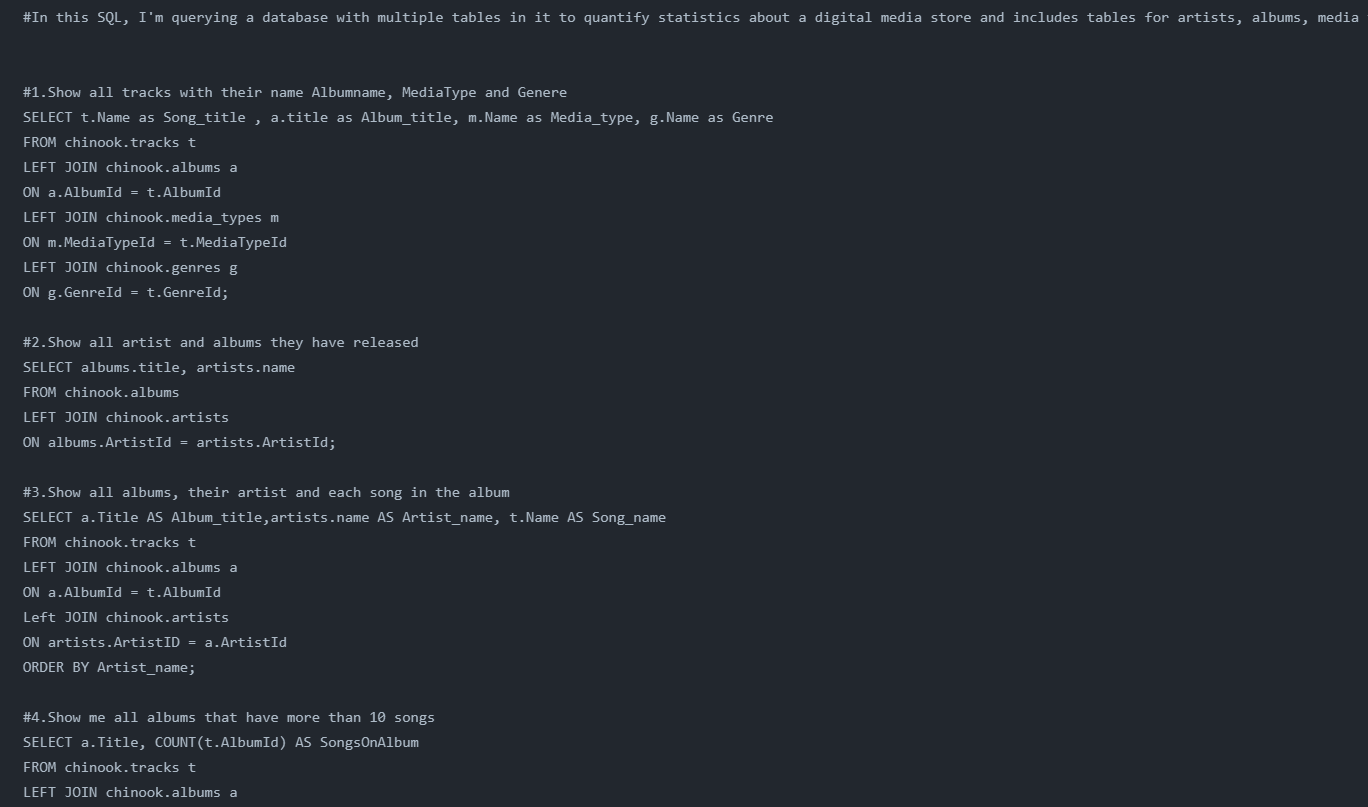 #In this SQL, I'm querying a database with multiple tables in it to quantify statistics about a digital media store and includes tables for artists, albums, media
#1.Show all tracks with their name Albumname, MediaType and Genere
SELECT t.Name as Song_title , a.title as Album_title, m.Name as Media_type, g.Name as Genre
FROM chinook.tracks t
LEFT JOIN chinook.albums a
ON a.AlbumId = t.AlbumId
LEFT JOIN chinook.media_types m
ON m.MediaTypeId = t.MediaTypeId
LEFT JOIN chinook.genres g
ON g.GenreId = t.GenreId;
#2.Show all artist and albums they have released
SELECT albums.title, artists.name
FROM chinook.albums
LEFT JOIN chinook.artists
ON albums.ArtistId = artists.ArtistId;
#3.Show all albums, their artist and each song in the album
SELECT a.Title AS Album_title,artists.name AS Artist_name, t.Name AS Song_name
FROM chinook.tracks t
LEFT JOIN chinook.albums a
ON a.AlbumId = t.AlbumId
Left JOIN chinook.artists
ON artists.ArtistID = a.ArtistId
ORDER BY Artist_name;
#4.Show me all albums that have more than 10 songs
SELECT a.Title, COUNT(t.AlbumId) AS SongsOnAlbum
FROM chinook.tracks t
LEFT JOIN chinook.albums a